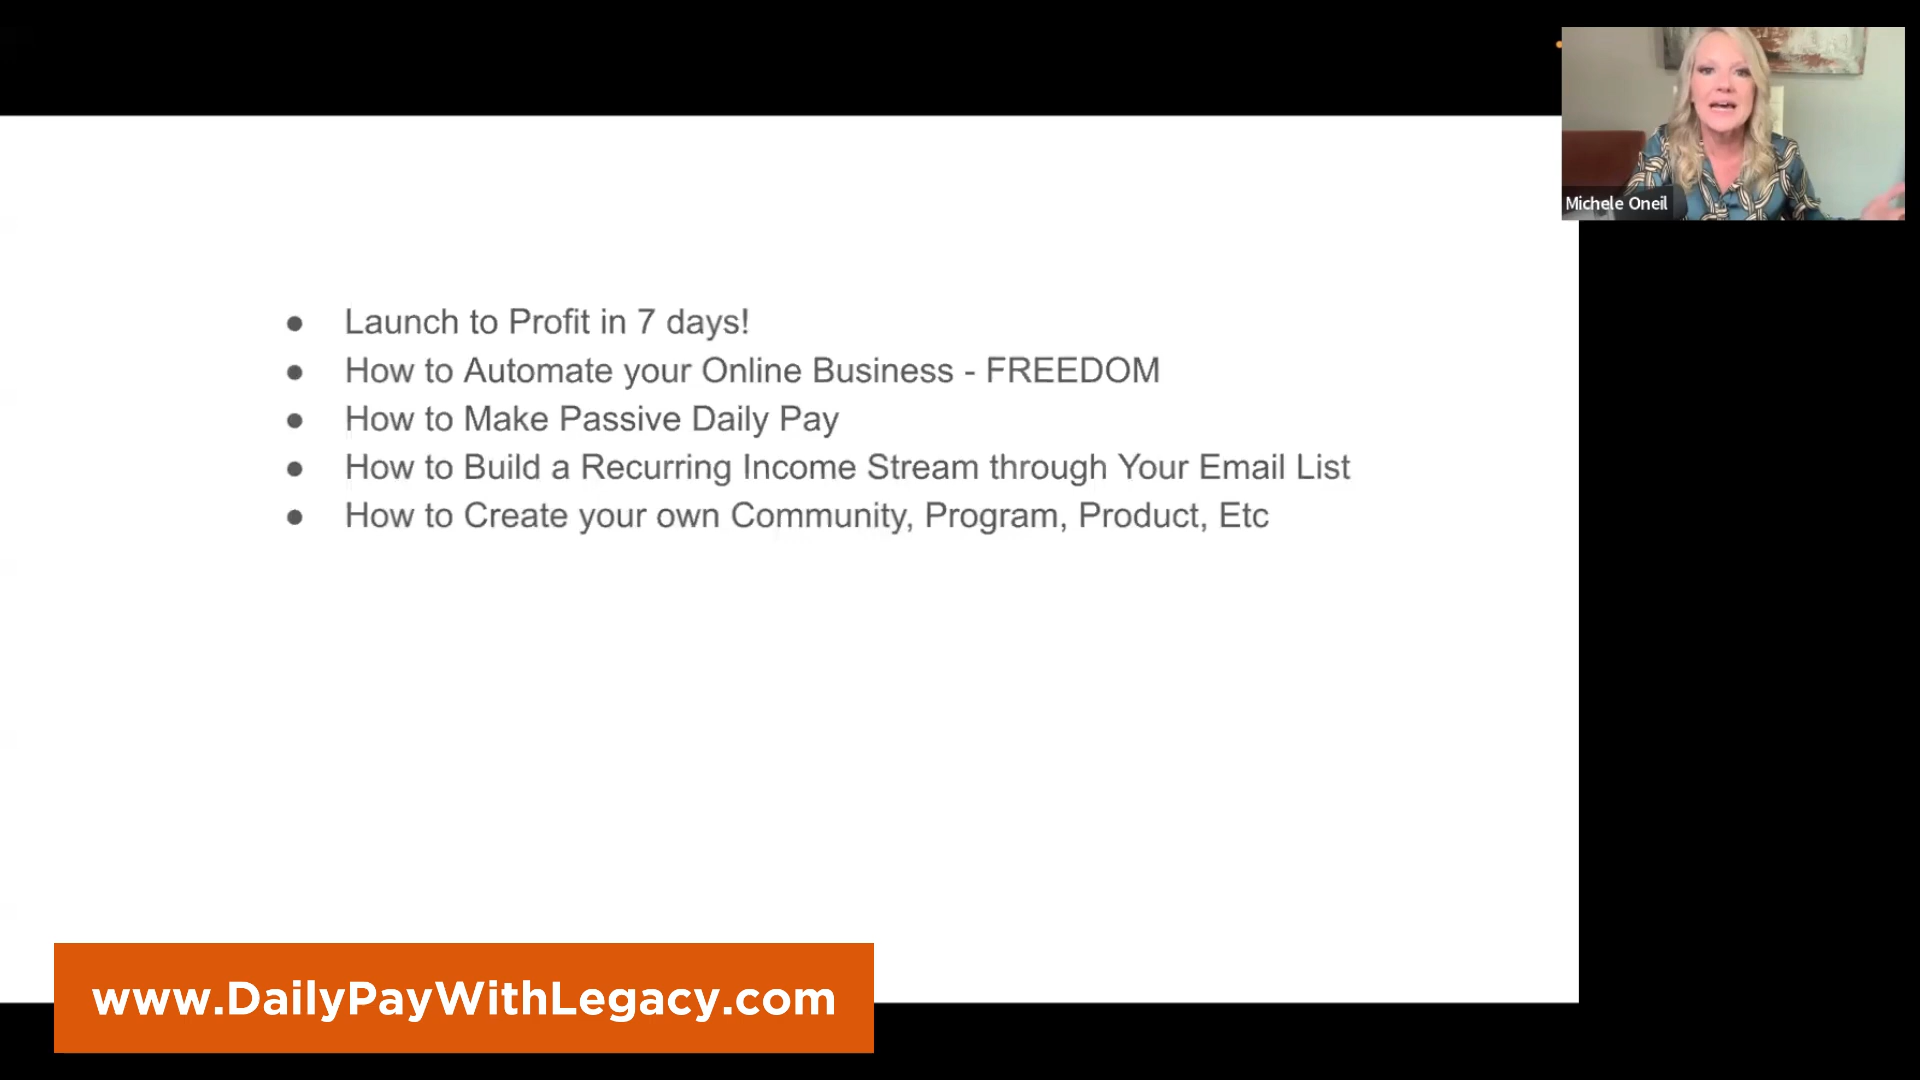 Michele Oneil
● Launch to Profit in 7 days!
● How to Automate your Online Business - FREEDOM
● How to Make Passive Daily Pay
● How to Build a Recurring Income Stream through Your Email List
● How to Create your own Community, Program, Product, Etc
www.DailyPayWithLegacy.com